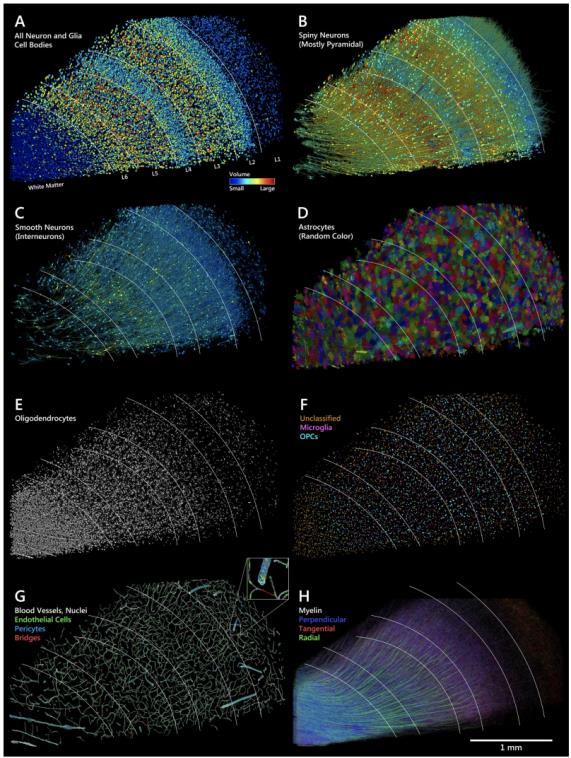 A
All Neuron and Glia
Cell Bodies
White Matter
L6
L5
L4
L3
L2
L1
Volume
Small Large
B
Spiny Neurons
(Mostly Pyramidal)
C
Smooth Neurons
(Interneurons)
D
Astrocytes
(Random Color)
E
Oligodendrocytes
F
Unclassified
Microglia
OPCs
G
Blood Vessels, Nuclei
Endothelial Cells
Pericytes
Bridges
H
Myelin
Perpendicular
Tangential
Radial
1 mm